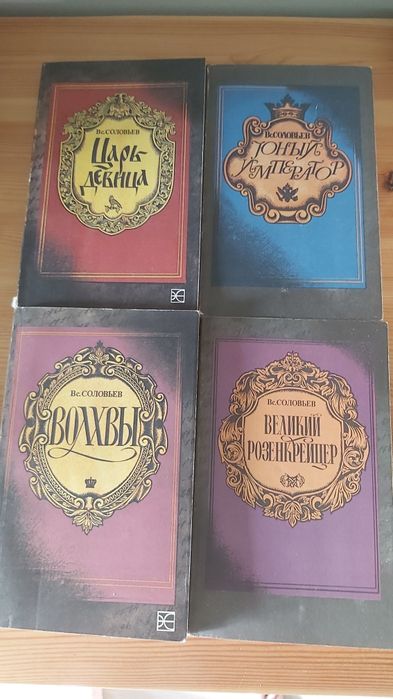 Вс. СОЛОВЬЕВ
ЦАРЬ-
ДЕВИЦА
Вс. СОЛОВЬЕВ
ЮНЫЙ
ИМПЕРАТОР
Вс. СОЛОВЬЕВ
ВОЛХВЫ
Вс. СОЛОВЬЕВ
ВЕЛИКИЙ
РОЗЕНКРЕЙЦЕР